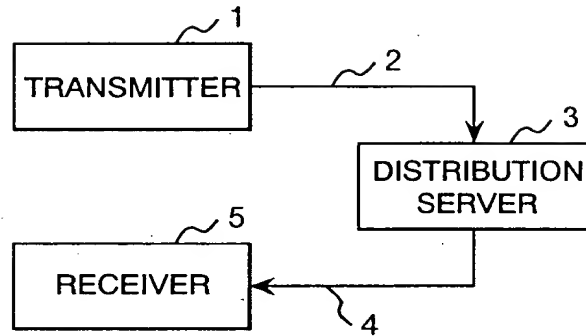 1
TRANSMITTER
2
3
DISTRIBUTION
SERVER
5
RECEIVER
4